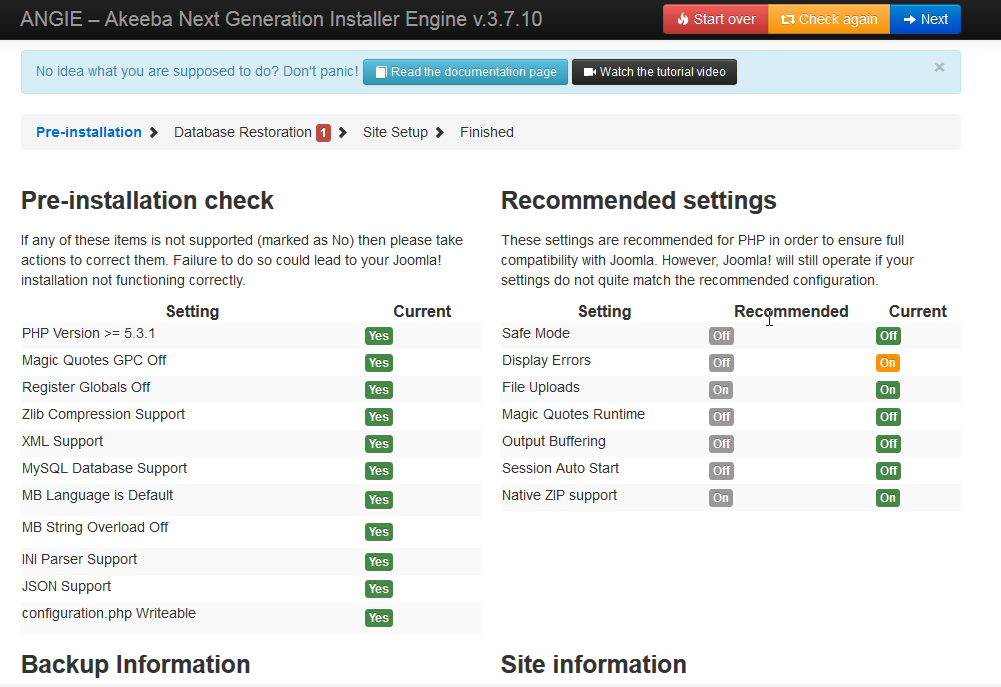 ANGIE – Akeeba Next Generation Installer Engine v.3.7.10
Start over
Check again
Next
No idea what you are supposed to do? Don't panic!
Read the documentation page
Watch the tutorial video
×
Pre-installation
Database Restoration 1
Site Setup
Finished
Pre-installation check
If any of these items is not supported (marked as No) then please take
actions to correct them. Failure to do so could lead to your Joomla!
installation not functioning correctly.
Setting Current
PHP Version >= 5.3.1 Yes
Magic Quotes GPC Off Yes
Register Globals Off Yes
Zlib Compression Support Yes
XML Support Yes
MySQL Database Support Yes
MB Language is Default Yes
MB String Overload Off Yes
INI Parser Support Yes
JSON Support Yes
configuration.php Writeable Yes
Recommended settings
These settings are recommended for PHP in order to ensure full
compatibility with Joomla. However, Joomla! will still operate if your
settings do not quite match the recommended configuration.
Setting Recommended Current
Safe Mode Off Off
Display Errors Off On
File Uploads On On
Magic Quotes Runtime Off Off
Output Buffering Off Off
Session Auto Start Off Off
Native ZIP support On On
Backup Information
Site information